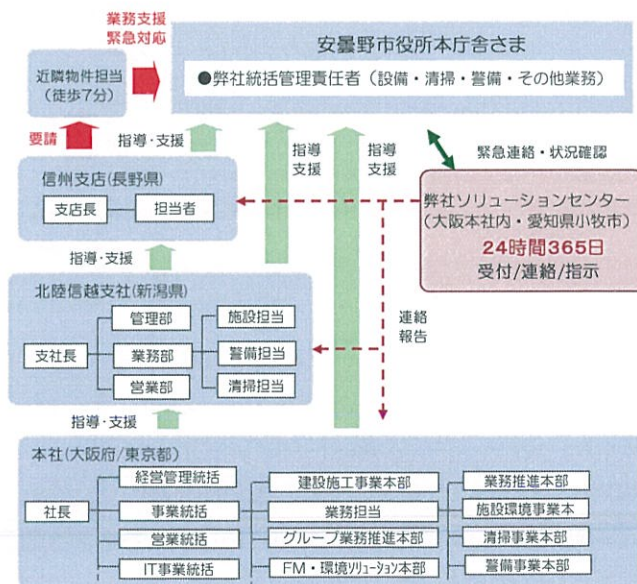 業務支援
緊急対応
安曇野市役所本庁舎さま
●弊社統括管理責任者（設備・清掃・警備・その他業務）
近隣物件担当
（徒歩7分）
要請
指導・支援
指導
支援
指導
支援
緊急連絡・状況確認
信州支店(長野県)
支店長
担当者
弊社ソリューションセンター
（大阪本社内・愛知県小牧市）
24時間365日
受付/連絡/指示
指導・支援
北陸信越支社(新潟県)
支社長
管理部
業務部
営業部
施設担当
警備担当
清掃担当
連絡
報告
指導・支援
本社(大阪府/東京都)
社長
経営管理統括
事業統括
営業統括
IT事業統括
建設施工事業本部
業務担当
グループ業務推進本部
FM・環境ソリューション本部
業務推進本部
施設環境事業本
清掃事業本部
警備事業本部